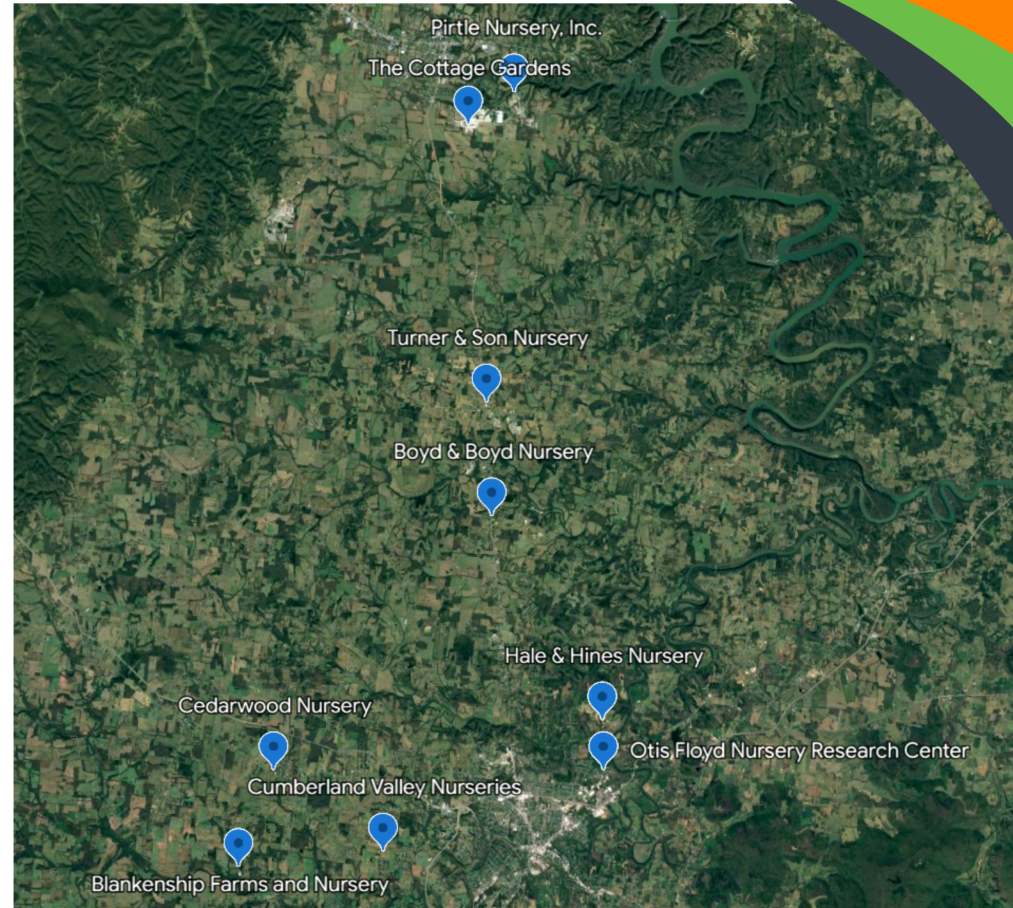 Pirtle Nursery, Inc.
The Cottage Gardens
Turner & Son Nursery
Boyd & Boyd Nursery
Hale & Hines Nursery
Cedarwood Nursery
Otis Floyd Nursery Research Center
Cumberland Valley Nurseries
Blankenship Farms and Nursery